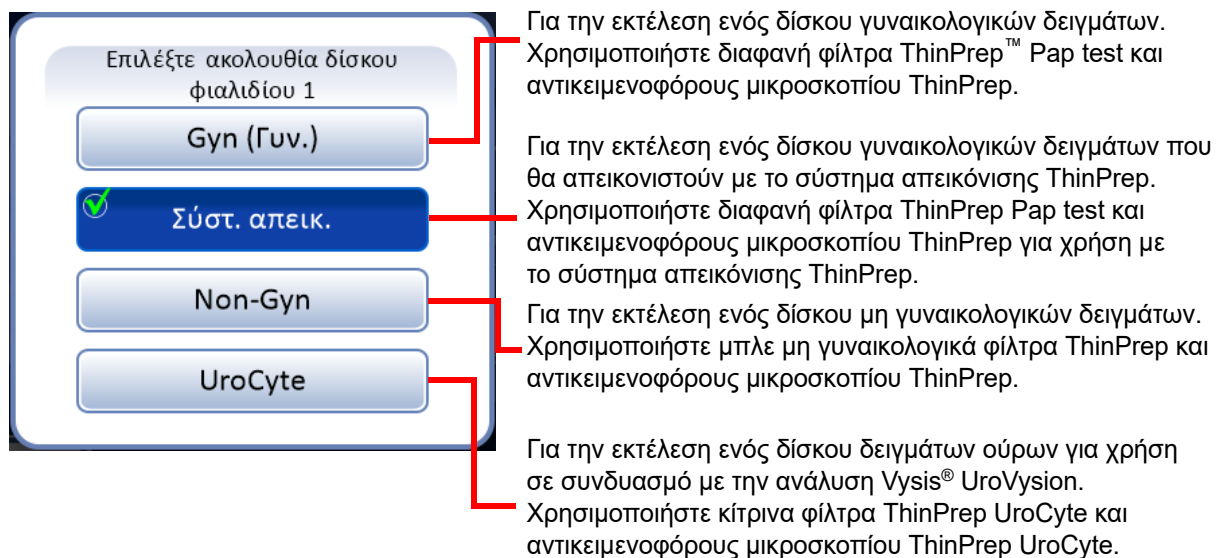 Επιλέξτε ακολουθία δίσκου
φιαλιδίου 1
Gyn (Γυν.)
Σύστ. απεικ.
Non-Gyn
UroCyte
Για την εκτέλεση ενός δίσκου γυναικολογικών δειγμάτων.
Χρησιμοποιήστε διαφανή φίλτρα ThinPrep™ Pap test και
αντικειμενοφόρους μικροσκοπίου ThinPrep.
Για την εκτέλεση ενός δίσκου γυναικολογικών δειγμάτων που
θα απεικονιστούν με το σύστημα απεικόνισης ThinPrep.
Χρησιμοποιήστε διαφανή φίλτρα ThinPrep Pap test και
αντικειμενοφόρους μικροσκοπίου ThinPrep για χρήση με
το σύστημα απεικόνισης ThinPrep.
Για την εκτέλεση ενός δίσκου μη γυναικολογικών δειγμάτων.
Χρησιμοποιήστε μπλε μη γυναικολογικά φίλτρα ThinPrep και
αντικειμενοφόρους μικροσκοπίου ThinPrep.
Για την εκτέλεση ενός δίσκου δειγμάτων ούρων για χρήση
σε συνδυασμό με την ανάλυση Vysis® UroVysion.
Χρησιμοποιήστε κίτρινα φίλτρα ThinPrep UroCyte και
αντικειμενοφόρους μικροσκοπίου ThinPrep UroCyte.